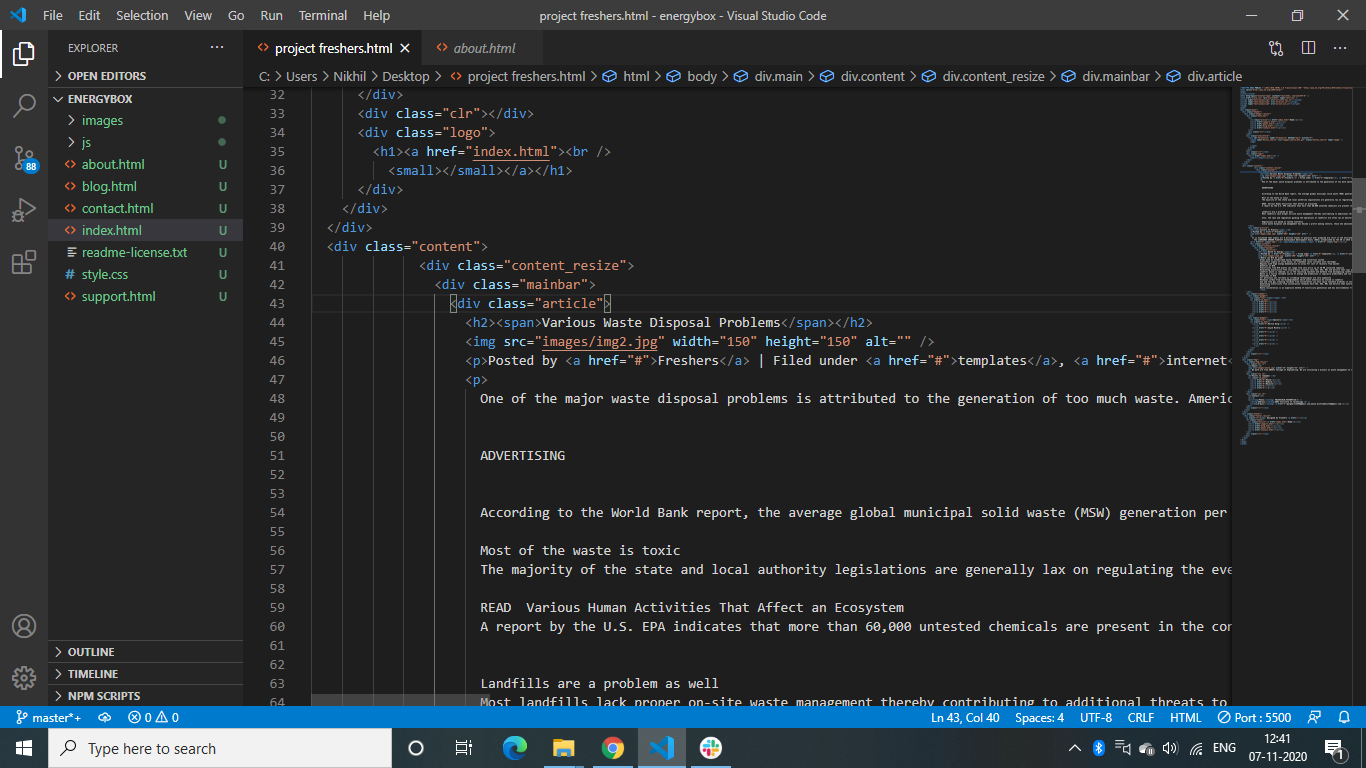 File Edit Selection View Go Run Terminal Help
project freshers.html - energybox - Visual Studio Code
EXPLORER
OPEN EDITORS
ENERGYBOX
images
js
about.html U
blog.html U
contact.html U
index.html U
readme-license.txt U
style.css U
support.html U
OUTLINE
TIMELINE
NPM SCRIPTS
88
project freshers.html
about.html
C: > Users > Nikhil > Desktop > project freshers.html > html > body > div.main > div.content > div.content_resize > div.mainbar > div.article
32 </div>
33 <div class="clr"></div>
34 <div class="logo">
35 <h1><a href="index.html"><br />
36 <small></small></a></h1>
37 </div>
38 </div>
39 </div>
40 <div class="content">
41 <div class="content_resize">
42 <div class="mainbar">
43 <div class="article">
44 <h2><span>Various Waste Disposal Problems</span></h2>
45 <img src="images/img2.jpg" width="150" height="150" alt="" />
46 <p>Posted by <a href="#">Freshers</a> | Filed under <a href="#">templates</a>, <a href="#">internet<
47 <p>
48 One of the major waste disposal problems is attributed to the generation of too much waste. Americ
49
50
51 ADVERTISING
52
53
54 According to the World Bank report, the average global municipal solid waste (MSW) generation per
55
56 Most of the waste is toxic
57 The majority of the state and local authority legislations are generally lax on regulating the eve
58
59 READ Various Human Activities That Affect an Ecosystem
60 A report by the U.S. EPA indicates that more than 60,000 untested chemicals are present in the con
61
62
63 Landfills are a problem as well
64 Most landfills lack proper on-site waste management thereby contributing to additional threats to
master*+ 0 0
Ln 43, Col 40 Spaces: 4 UTF-8 CRLF HTML Port : 5500
Type here to search
ENG
12:41
07-11-2020
1